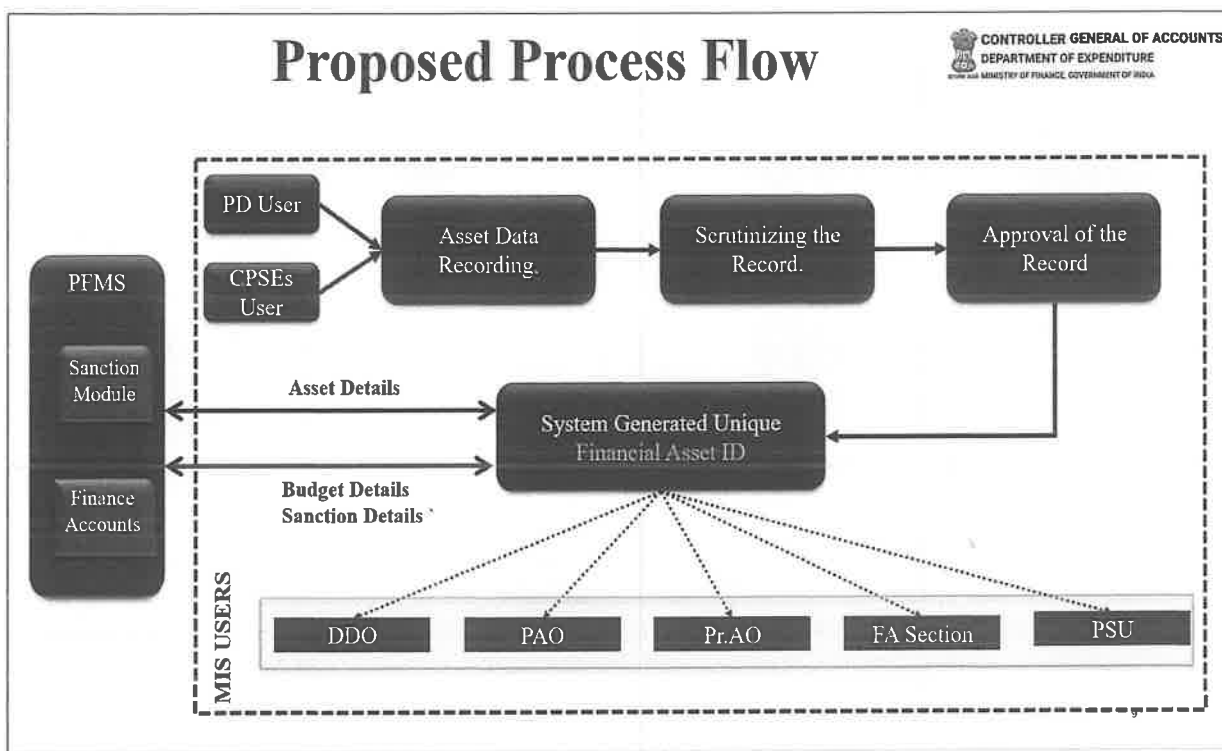 Proposed Process Flow
CONTROLLER GENERAL OF ACCOUNTS
DEPARTMENT OF EXPENDITURE
MINISTRY OF FINANCE, GOVERNMENT OF INDIA
PD User
CPSEs
User
Asset Data
Recording.
Scrutinizing the
Record.
Approval of the
Record
PFMS
Sanction
Module
Finance
Accounts
Asset Details
Budget Details
Sanction Details
System Generated Unique
Financial Asset ID
MIS USERS
DDO
PAO
Pr.AO
FA Section
PSU
9